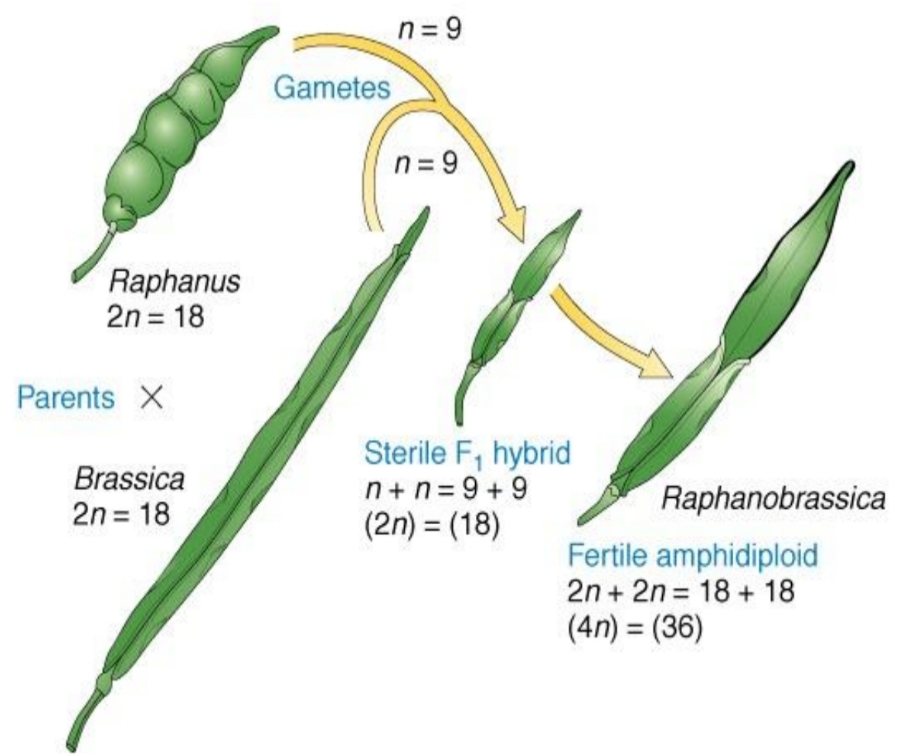 n = 9
Gametes
n = 9
Raphanus
2n = 18
Parents ×
Brassica
2n = 18
Sterile F₁ hybrid
n + n = 9 + 9
(2n) = (18)
Raphanobrassica
Fertile amphidiploid
2n + 2n = 18 + 18
(4n) = (36)